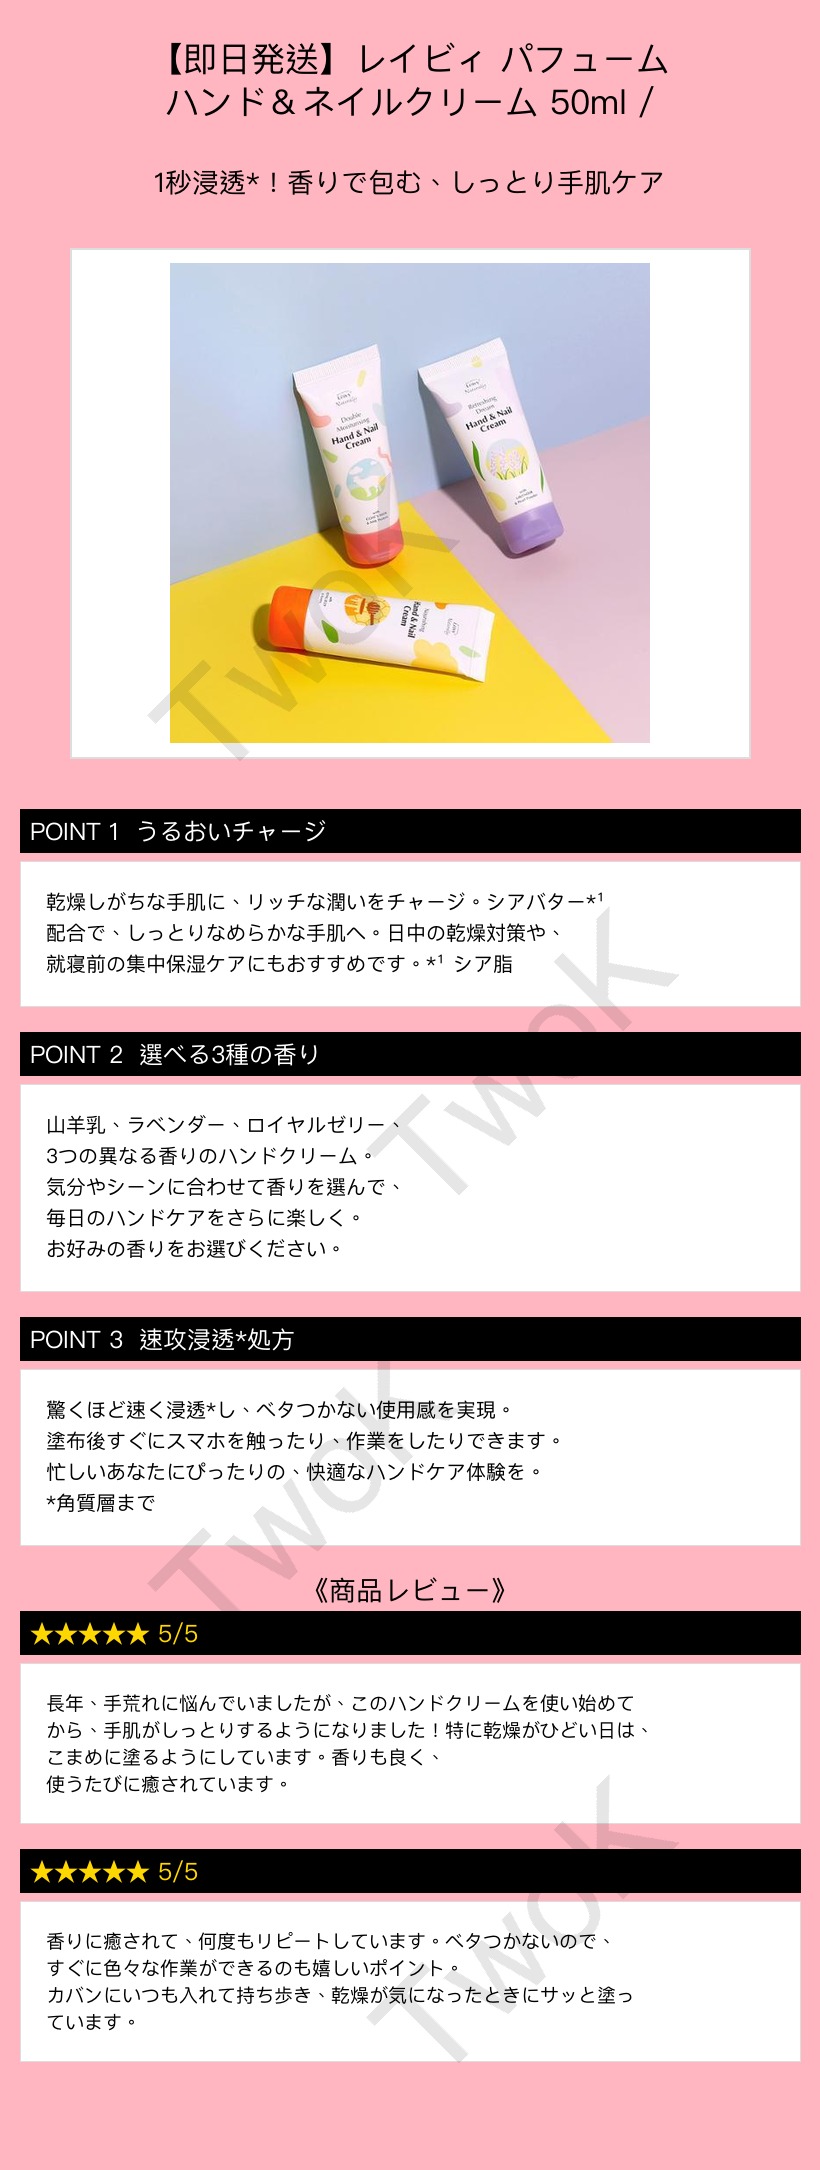 【即日発送】レイビィ パフューム
ハンド＆ネイルクリーム 50ml /
1秒浸透*！香りで包む、しっとり手肌ケア
Double
Moisturising
Hand & Nail
Cream
Refreshing
Dream
Hand & Nail
Cream
Nourishing
Hand & Nail
Cream
Twok
POINT 1 うるおいチャージ
乾燥しがちな手肌に、リッチな潤いをチャージ。シアバター*¹
配合で、しっとりなめらかな手肌へ。日中の乾燥対策や、
就寝前の集中保湿ケアにもおすすめです。*¹ シア脂
Twok
POINT 2 選べる3種の香り
山羊乳、ラベンダー、ロイヤルゼリー、
3つの異なる香りのハンドクリーム。
気分やシーンに合わせて香りを選んで、
毎日のハンドケアをさらに楽しく。
お好みの香りをお選びください。
POINT 3 速攻浸透*処方
驚くほど速く浸透*し、ベタつかない使用感を実現。
塗布後すぐにスマホを触ったり、作業をしたりできます。
忙しいあなたにぴったりの、快適なハンドケア体験を。
*角質層まで
Twok
《商品レビュー》
★★★★★ 5/5
長年、手荒れに悩んでいましたが、このハンドクリームを使い始めて
から、手肌がしっとりするようになりました！特に乾燥がひどい日は、
こまめに塗るようにしています。香りも良く、
使うたびに癒されています。
★★★★★ 5/5
香りに癒されて、何度もリピートしています。ベタつかないので、
すぐに色々な作業ができるのも嬉しいポイント。
カバンにいつも入れて持ち歩き、乾燥が気になったときにサッと塗っ
ています。
Twok